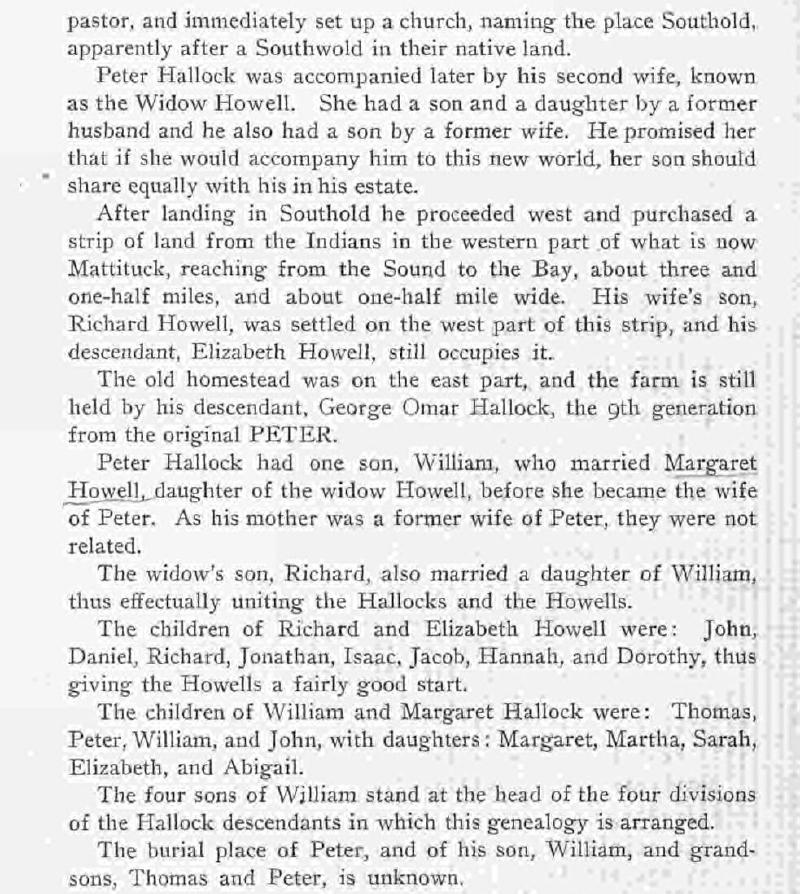 pastor, and immediately set up a church, naming the place Southold,
apparently after a Southwold in their native land.
Peter Hallock was accompanied later by his second wife, known
as the Widow Howell. She had a son and a daughter by a former
husband and he also had a son by a former wife. He promised her
that if she would accompany him to this new world, her son should
share equally with his in his estate.
After landing in Southold he proceeded west and purchased a
strip of land from the Indians in the western part of what is now
Mattituck, reaching from the Sound to the Bay, about three and
one-half miles, and about one-half mile wide. His wife's son,
Richard Howell, was settled on the west part of this strip, and his
descendant, Elizabeth Howell, still occupies it.
The old homestead was on the east part, and the farm is still
held by his descendant, George Omar Hallock, the 9th generation
from the original PETER.
Peter Hallock had one son, William, who married Margaret
Howell, daughter of the widow Howell, before she became the wife
of Peter. As his mother was a former wife of Peter, they were not
related.
The widow's son, Richard, also married a daughter of William,
thus effectually uniting the Hallocks and the Howells.
The children of Richard and Elizabeth Howell were: John,
Daniel, Richard, Jonathan, Isaac, Jacob, Hannah, and Dorothy, thus
giving the Howells a fairly good start.
The children of William and Margaret Hallock were: Thomas,
Peter, William, and John, with daughters: Margaret, Martha, Sarah,
Elizabeth, and Abigail.
The four sons of William stand at the head of the four divisions
of the Hallock descendants in which this genealogy is arranged.
The burial place of Peter, and of his son, William, and grand-
sons, Thomas and Peter, is unknown.